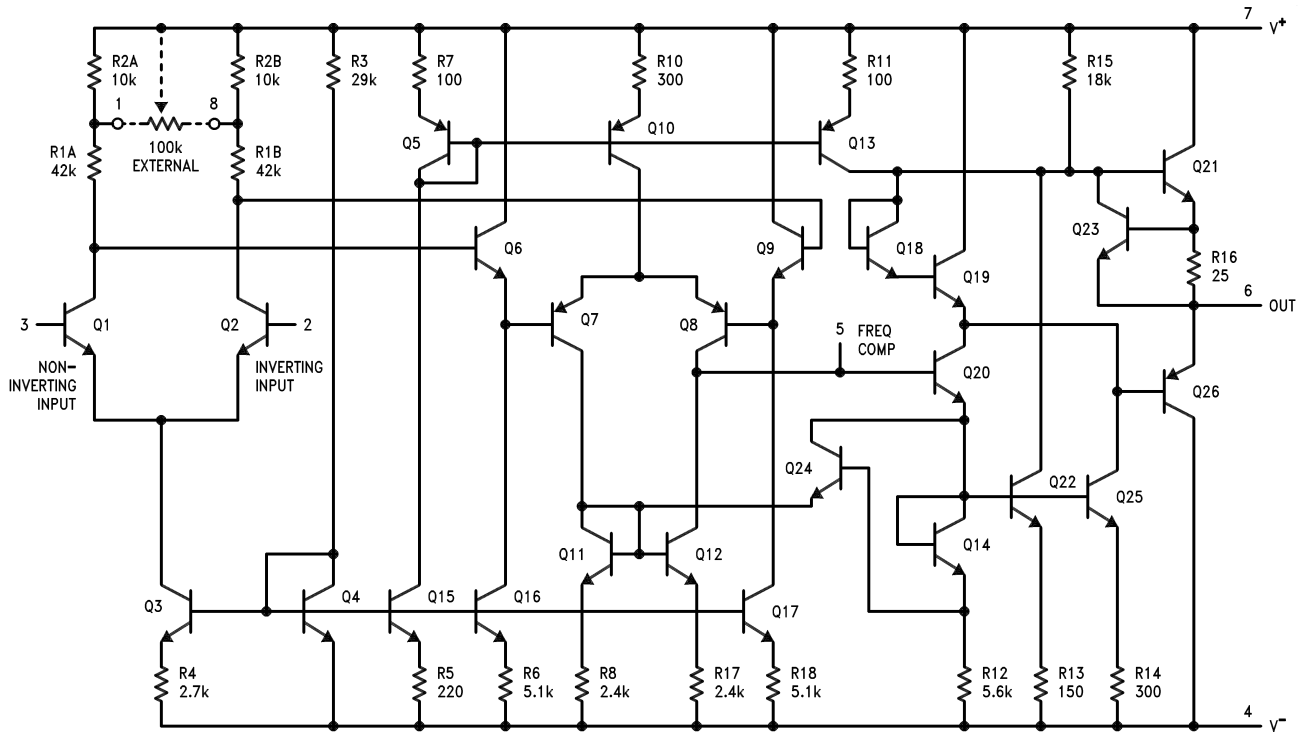 7
V+
R2A
10k
R2B
10k
R3
29k
R7
100
R10
300
R11
100
R15
18k
1
8
100k
EXTERNAL
R1A
42k
R1B
42k
Q5
Q10
Q13
Q21
Q6
Q9
Q18
Q19
Q23
R16
25
6
OUT
3
Q1
Q2
2
Q7
Q8
5
FREQ
COMP
NON-
INVERTING
INPUT
INVERTING
INPUT
Q20
Q26
Q24
Q22
Q25
Q11
Q12
Q14
Q3
Q4
Q15
Q16
Q17
R4
2.7k
R5
220
R6
5.1k
R8
2.4k
R17
2.4k
R18
5.1k
R12
5.6k
R13
150
R14
300
4
V-